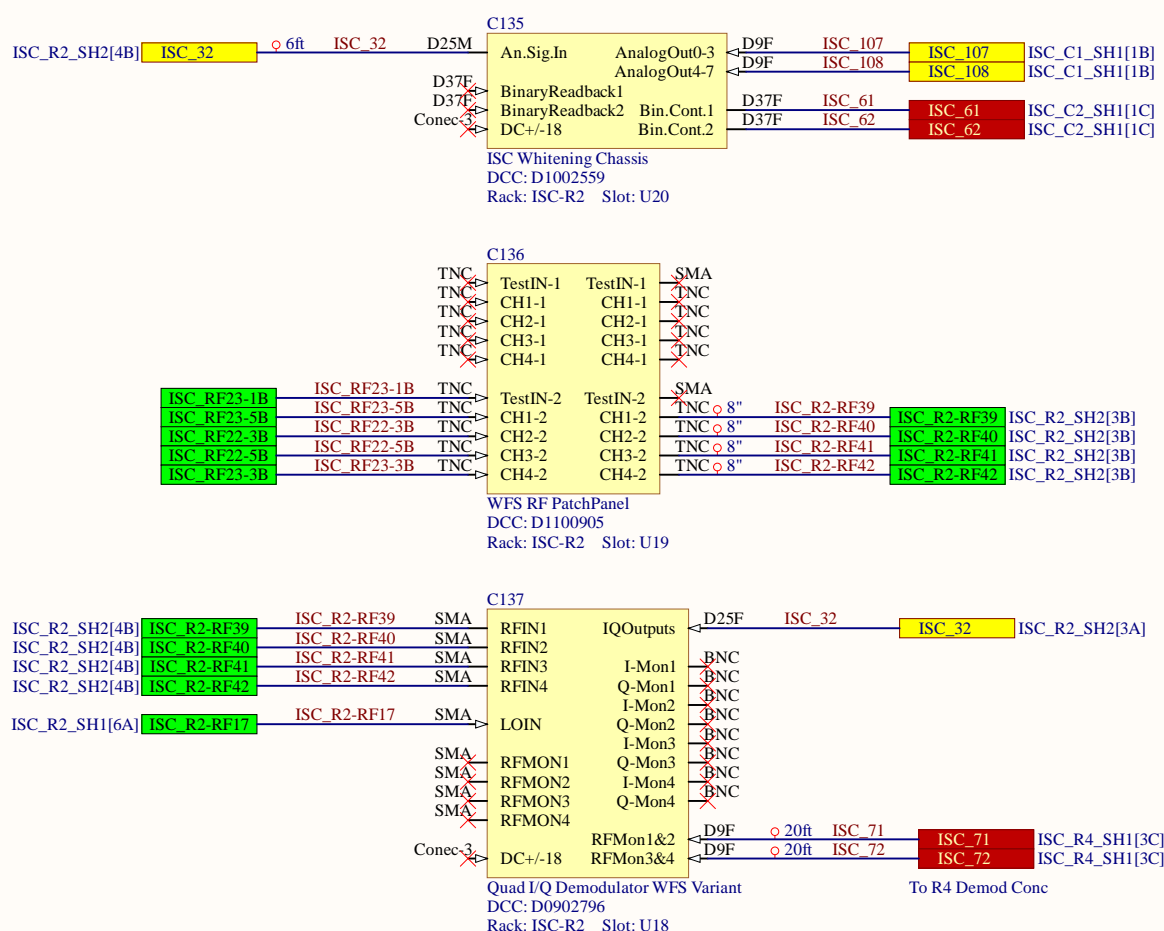 C135
ISC_R2_SH2[4B] ISC_32 6ft ISC_32 D25M An.Sig.In AnalogOut0-3 D9F ISC_107 ISC_107 ISC_C1_SH1[1B]
AnalogOut4-7 D9F ISC_108 ISC_108 ISC_C1_SH1[1B]
D37F BinaryReadback1
D37F BinaryReadback2 Bin.Cont.1 D37F ISC_61 ISC_61 ISC_C2_SH1[1C]
Conec-3 DC+/-18 Bin.Cont.2 D37F ISC_62 ISC_62 ISC_C2_SH1[1C]
ISC Whitening Chassis
DCC: D1002559
Rack: ISC-R2 Slot: U20
C136
TNC TestIN-1 TestIN-1 SMA
TNC CH1-1 CH1-1 TNC
TNC CH2-1 CH2-1 TNC
TNC CH3-1 CH3-1 TNC
TNC CH4-1 CH4-1 TNC
ISC_RF23-1B ISC_RF23-1B TNC TestIN-2 TestIN-2 SMA
ISC_RF23-5B ISC_RF23-5B TNC CH1-2 CH1-2 TNC 8" ISC_R2-RF39 ISC_R2-RF39 ISC_R2_SH2[3B]
ISC_RF22-3B ISC_RF22-3B TNC CH2-2 CH2-2 TNC 8" ISC_R2-RF40 ISC_R2-RF40 ISC_R2_SH2[3B]
ISC_RF22-5B ISC_RF22-5B TNC CH3-2 CH3-2 TNC 8" ISC_R2-RF41 ISC_R2-RF41 ISC_R2_SH2[3B]
ISC_RF23-3B ISC_RF23-3B TNC CH4-2 CH4-2 TNC 8" ISC_R2-RF42 ISC_R2-RF42 ISC_R2_SH2[3B]
WFS RF PatchPanel
DCC: D1100905
Rack: ISC-R2 Slot: U19
C137
ISC_R2_SH2[4B] ISC_R2-RF39 ISC_R2-RF39 SMA RFIN1 IQOutputs D25F ISC_32 ISC_32 ISC_R2_SH2[3A]
ISC_R2_SH2[4B] ISC_R2-RF40 ISC_R2-RF40 SMA RFIN2
ISC_R2_SH2[4B] ISC_R2-RF41 ISC_R2-RF41 SMA RFIN3 I-Mon1 BNC
ISC_R2_SH2[4B] ISC_R2-RF42 ISC_R2-RF42 SMA RFIN4 Q-Mon1 BNC
I-Mon2 BNC
ISC_R2_SH1[6A] ISC_R2-RF17 ISC_R2-RF17 SMA LOIN Q-Mon2 BNC
I-Mon3 BNC
SMA RFMON1 Q-Mon3 BNC
SMA RFMON2 I-Mon4 BNC
SMA RFMON3 Q-Mon4 BNC
SMA RFMON4
RFMon1&2 D9F 20ft ISC_71 ISC_71 ISC_R4_SH1[3C]
Conec-3 DC+/-18 RFMon3&4 D9F 20ft ISC_72 ISC_72 ISC_R4_SH1[3C]
Quad I/Q Demodulator WFS Variant To R4 Demod Conc
DCC: D0902796
Rack: ISC-R2 Slot: U18